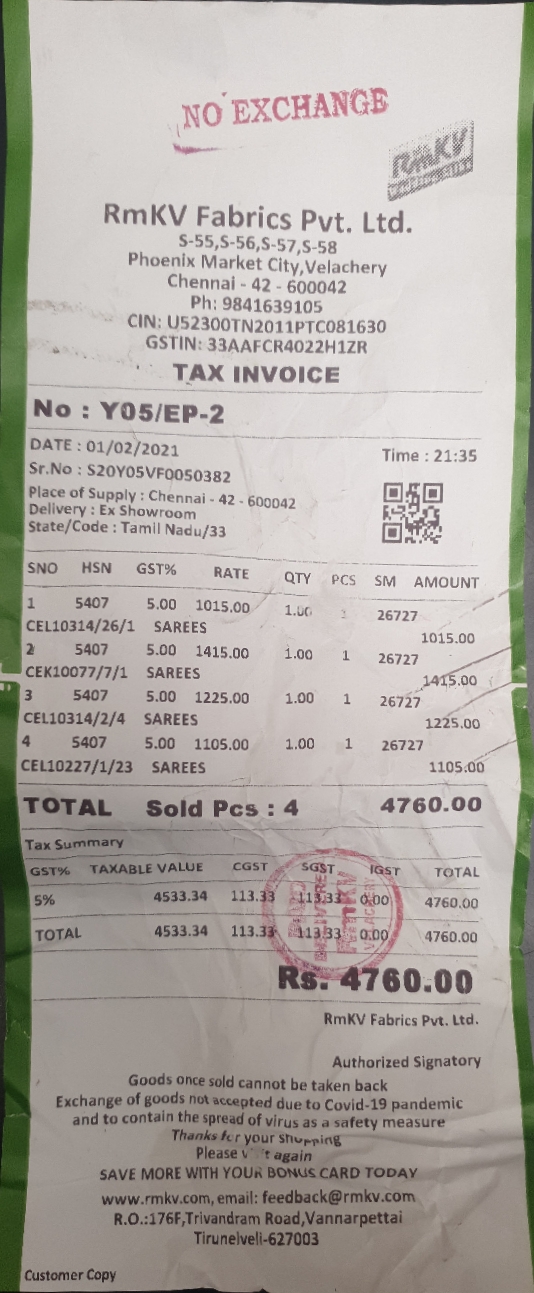 NO EXCHANGE
RmKV
RmKV Fabrics Pvt. Ltd.
S-55,S-56,S-57,S-58
Phoenix Market City,Velachery
Chennai - 42 - 600042
Ph: 9841639105
CIN: U52300TN2011PTC081630
GSTIN: 33AAFCR4022H1ZR
TAX INVOICE
No : Y05/EP-2
DATE : 01/02/2021 Time : 21:35
Sr.No : S20Y05VF0050382
Place of Supply : Chennai - 42 - 600042
Delivery : Ex Showroom
State/Code : Tamil Nadu/33
SNO HSN GST% RATE QTY PCS SM AMOUNT
1 5407 5.00 1015.00 1.00 1 26727
CEL10314/26/1 SAREES 1015.00
2 5407 5.00 1415.00 1.00 1 26727
CEK10077/7/1 SAREES 1415.00
3 5407 5.00 1225.00 1.00 1 26727
CEL10314/2/4 SAREES 1225.00
4 5407 5.00 1105.00 1.00 1 26727
CEL10227/1/23 SAREES 1105.00
TOTAL Sold Pcs : 4 4760.00
Tax Summary
GST% TAXABLE VALUE CGST SGST IGST TOTAL
5% 4533.34 113.33 113.33 0.00 4760.00
TOTAL 4533.34 113.33 113.33 0.00 4760.00
RmKV
VELACHERY
Rs. 4760.00
RmKV Fabrics Pvt. Ltd.
Authorized Signatory
Goods once sold cannot be taken back
Exchange of goods not accepted due to Covid-19 pandemic
and to contain the spread of virus as a safety measure
Thanks for your Shopping
Please again
SAVE MORE WITH YOUR BONUS CARD TODAY
www.rmkv.com, email: feedback@rmkv.com
R.O.:176F,Trivandram Road,Vannarpettai
Tirunelveli-627003
Customer Copy